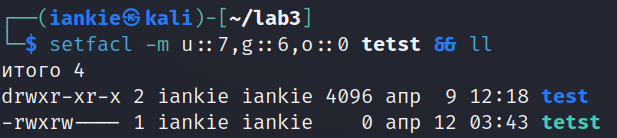 ┌──(iankie㉿kali)-[~/lab3]
└─$ setfacl -m u::7,g::6,o::0 tetst && ll
итого 4
drwxr-xr-x 2 iankie iankie 4096 апр  9 12:18 test
-rwxrw---- 1 iankie iankie    0 апр 12 03:43 tetst